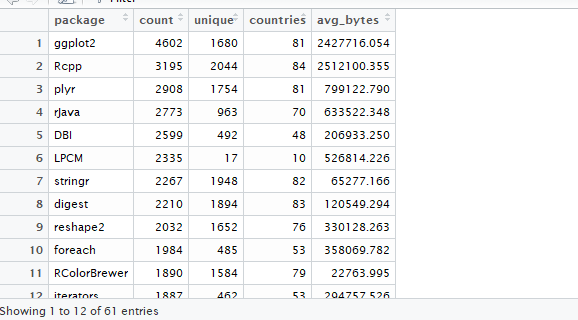 package count unique countries avg_bytes
1 ggplot2 4602 1680 81 2427716.054
2 Rcpp 3195 2044 84 2512100.355
3 plyr 2908 1754 81 799122.790
4 rJava 2773 963 70 633522.348
5 DBI 2599 492 48 206933.250
6 LPCM 2335 17 10 526814.226
7 stringr 2267 1948 82 65277.166
8 digest 2210 1894 83 120549.294
9 reshape2 2032 1652 76 330128.263
10 foreach 1984 485 53 358069.782
11 RColorBrewer 1890 1584 79 22763.995
12 iterators 1887 462 53 294757.526
Showing 1 to 12 of 61 entries